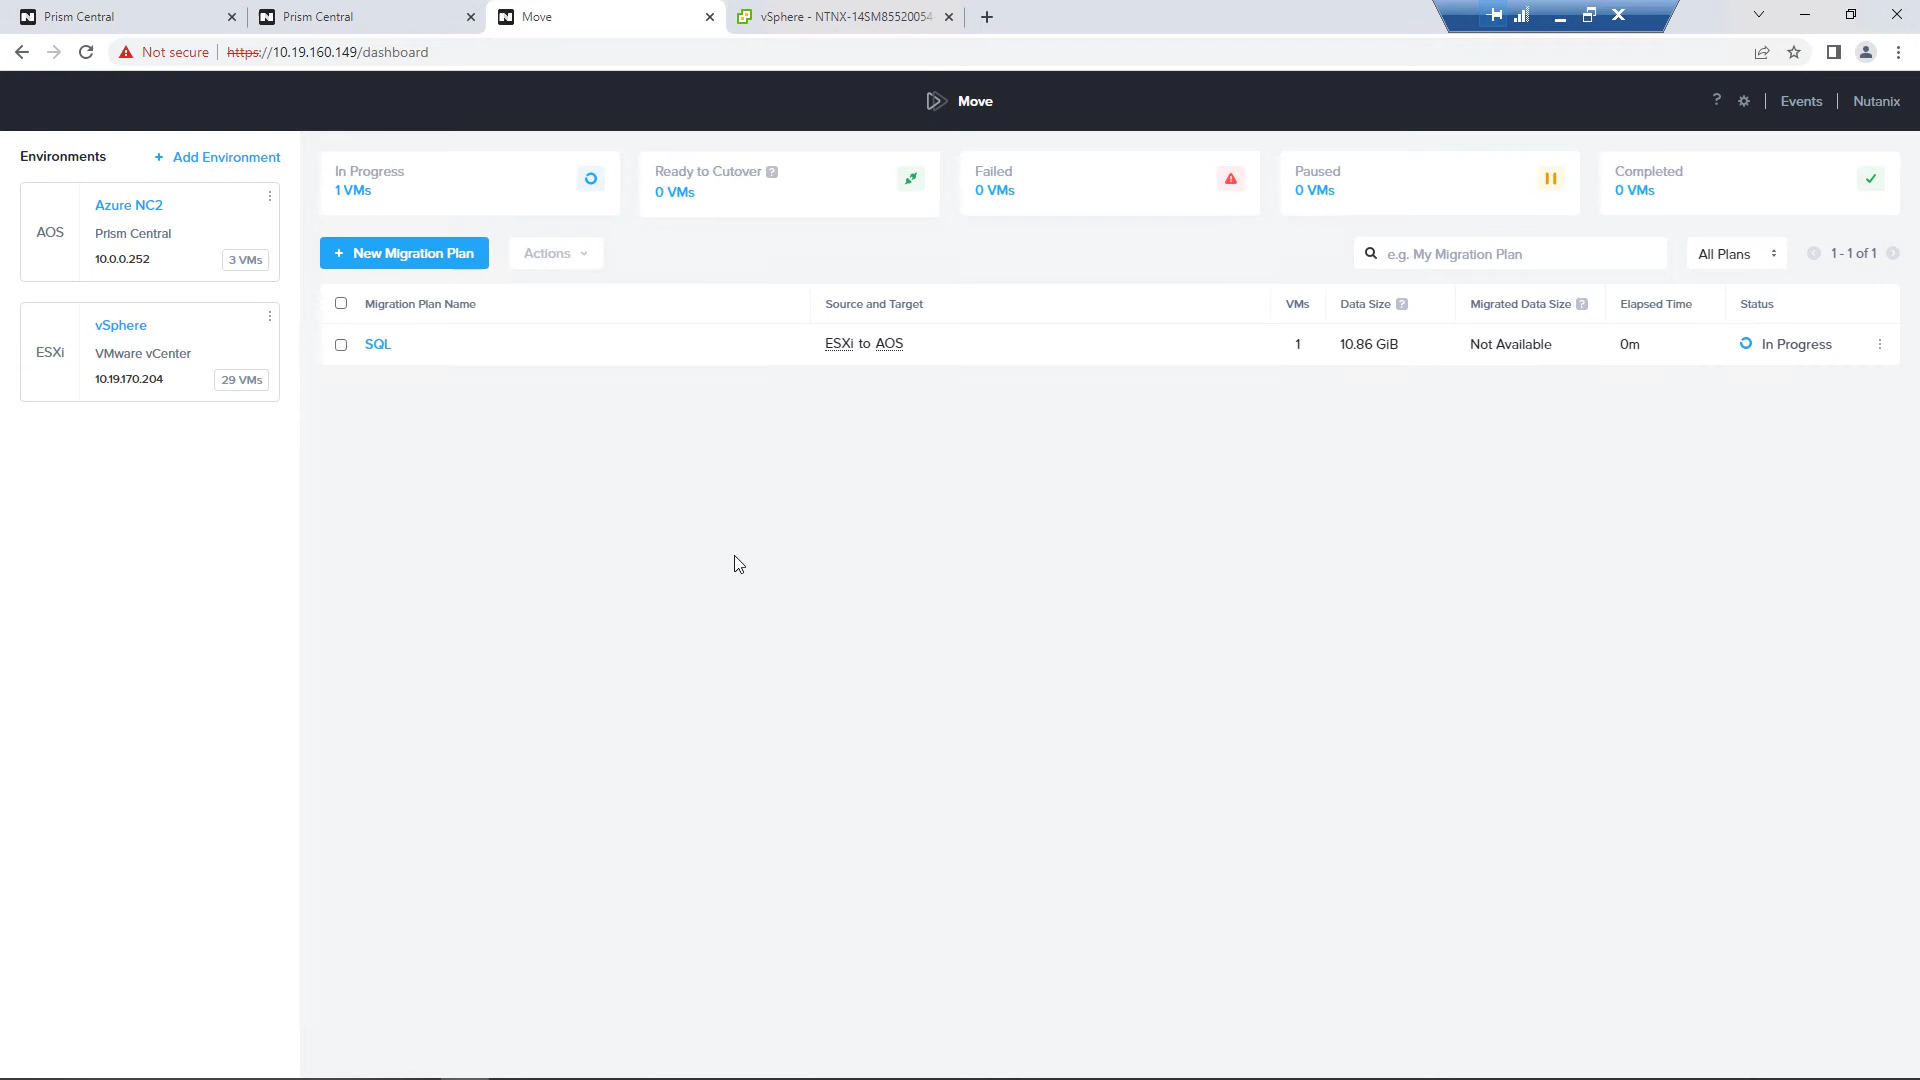 Prism Central
Prism Central
Move
vSphere - NTNX-14SM85520054
Not secure
https://10.19.160.149/dashboard
Move
?
Events
Nutanix
Environments
+ Add Environment
AOS
Azure NC2
Prism Central
10.0.0.252
3 VMs
ESXi
vSphere
VMware vCenter
10.19.170.204
29 VMs
In Progress
1 VMs
Ready to Cutover ?
0 VMs
Failed
0 VMs
Paused
0 VMs
Completed
0 VMs
+ New Migration Plan
Actions
e.g. My Migration Plan
All Plans
1 - 1 of 1
Migration Plan Name Source and Target VMs Data Size ? Migrated Data Size ? Elapsed Time Status
SQL ESXi to AOS 1 10.86 GiB Not Available 0m In Progress